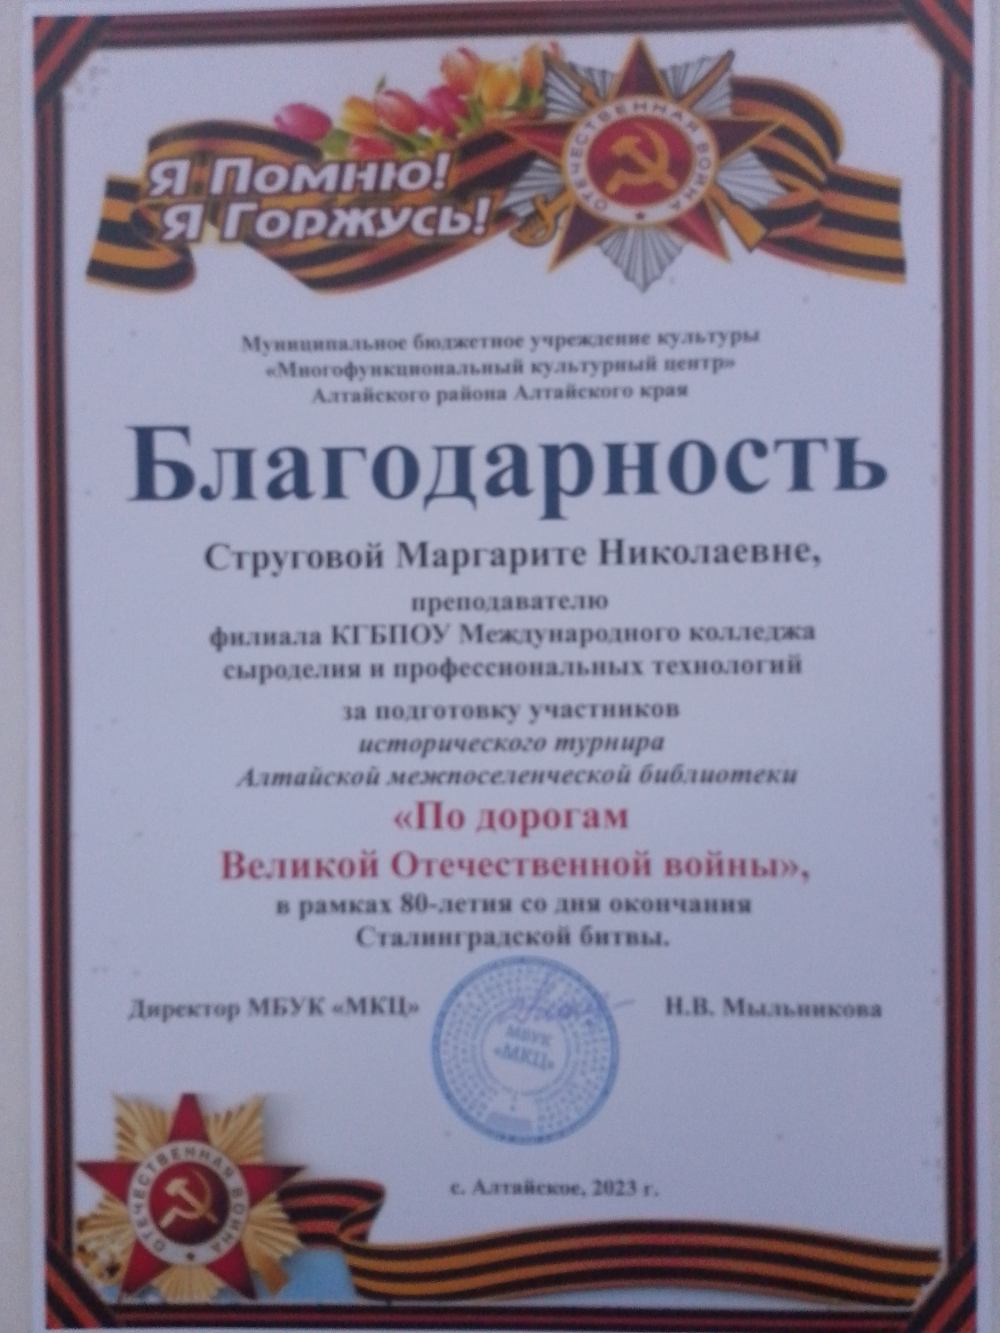 Я Помню!
Я Горжусь!
ОТЕЧЕСТВЕННАЯ ВОЙНА
Муниципальное бюджетное учреждение культуры
«Многофункциональный культурный центр»
Алтайского района Алтайского края
Благодарность
Струговой Маргарите Николаевне,
преподавателю
филиала КГБПОУ Международного колледжа
сыроделия и профессиональных технологий
за подготовку участников
исторического турнира
Алтайской межпоселенческой библиотеки
«По дорогам
Великой Отечественной войны»,
в рамках 80-летия со дня окончания
Сталинградской битвы.
Директор МБУК «МКЦ» Н.В. Мыльникова
МБУК
«МКЦ»
ОТЕЧЕСТВЕННАЯ ВОЙНА
с. Алтайское, 2023 г.